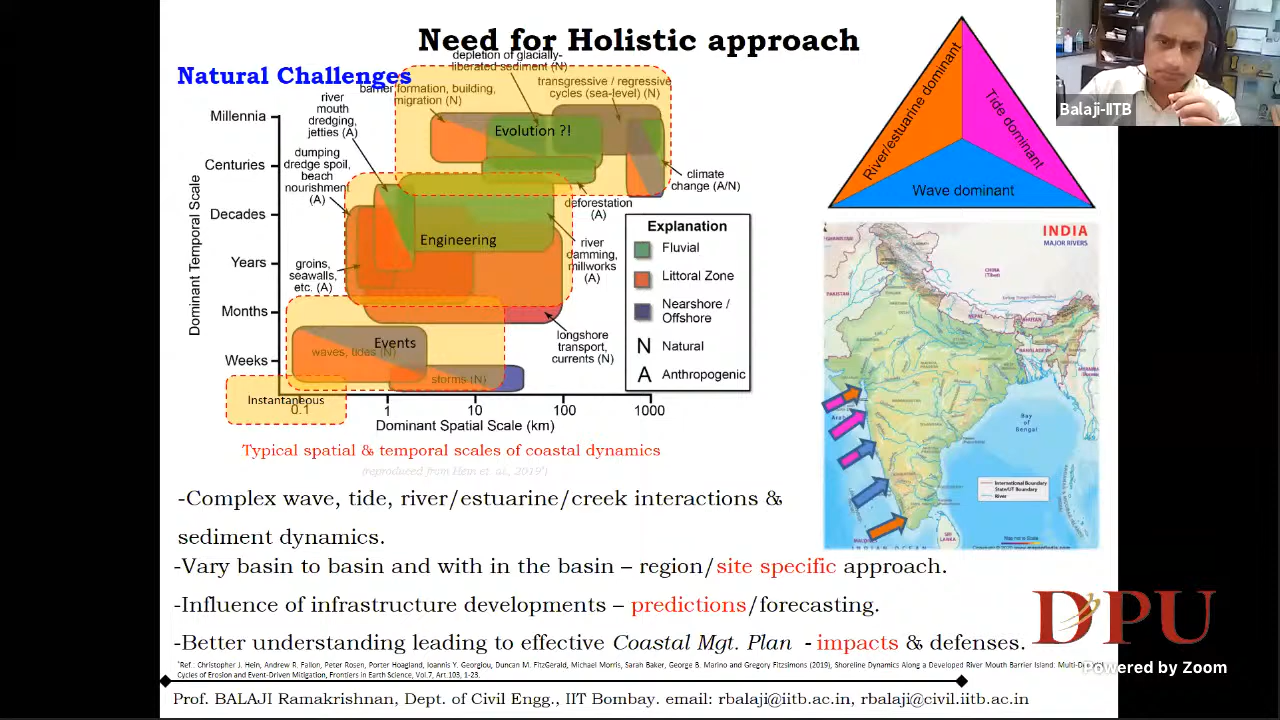 Need for Holistic approach
Natural Challenges
depletion of glacially-
liberated sediment (N)
barrier formation, building,
migration (N)
transgressive / regressive
cycles (sea-level) (N)
river
mouth
dredging,
jetties (A)
dumping
dredge spoil,
beach
nourishment
(A)
groins,
seawalls,
etc. (A)
Evolution ?!
climate
change (A/N)
deforestation
(A)
Engineering
river
damming,
millworks
(A)
longshore
transport,
currents (N)
Events
waves, tides (N)
storms (N)
Instantaneous
Dominant Temporal Scale
Millennia
Centuries
Decades
Years
Months
Weeks
0.1
1
10
100
1000
Dominant Spatial Scale (km)
Explanation
Fluvial
Littoral Zone
Nearshore /
Offshore
N Natural
A Anthropogenic
Typical spatial & temporal scales of coastal dynamics
(reproduced from Hein et. al., 2019*)
River/estuarine dominant
Tide dominant
Wave dominant
Balaji-IITB
INDIA
MAJOR RIVERS
CHINA
(Tibet)
NEPAL
Bay
of
Bengal
International Boundary
State/UT Boundary
River
SRI
LANKA
INDIAN OCEAN
-Complex we, tide, river/estuarine/creek interactions &
sediment dynamics.
-Vary basin to basin and with in the basin – region/site specific approach.
-Influence of infrastructure developments – predictions/forecasting.
-Better understanding leading to effective Coastal Mgt. Plan - impacts & defenses.
*Ref.: Christopher J. Hein, Andrew R. Fallon, Peter Rosen, Porter Hoagland, Ioannis Y. Georgiou, Duncan M. FitzGerald, Michael Morris, Sarah Baker, George B. Marino and Gregory Fitzsimons (2019), Shoreline Dynamics Along a Developed River Mouth Barrier Island: Multi-
Cycles of Erosion and Event-Driven Mitigation, Frontiers in Earth Science, Vol.7, Art.103, 1-23.
Prof. BALAJI Ramakrishnan, Dept. of Civil Engg., IIT Bombay. email: rbalaji@iitb.ac.in, rbalaji@civil.iitb.ac.in
DPU
Powered by Zoom